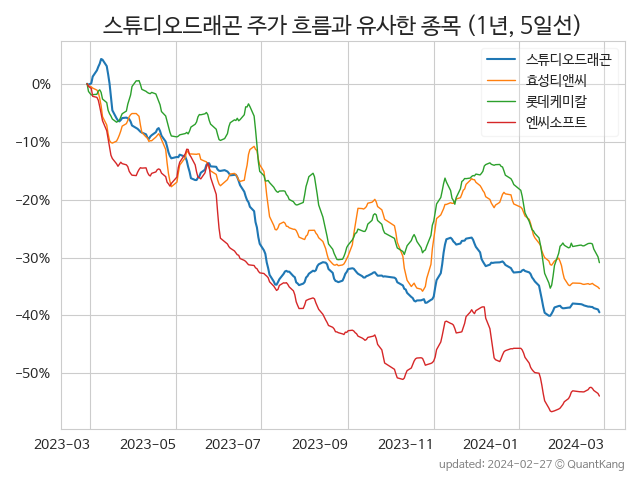 스튜디오드래곤 주가 흐름과 유사한 종목 (1년, 5일선)
스튜디오드래곤
효성티앤씨
롯데케미칼
엔씨소프트
0%
−10%
−20%
−30%
−40%
−50%
2023-03
2023-05
2023-07
2023-09
2023-11
2024-01
2024-03
updated: 2024-02-27 © QuantKang